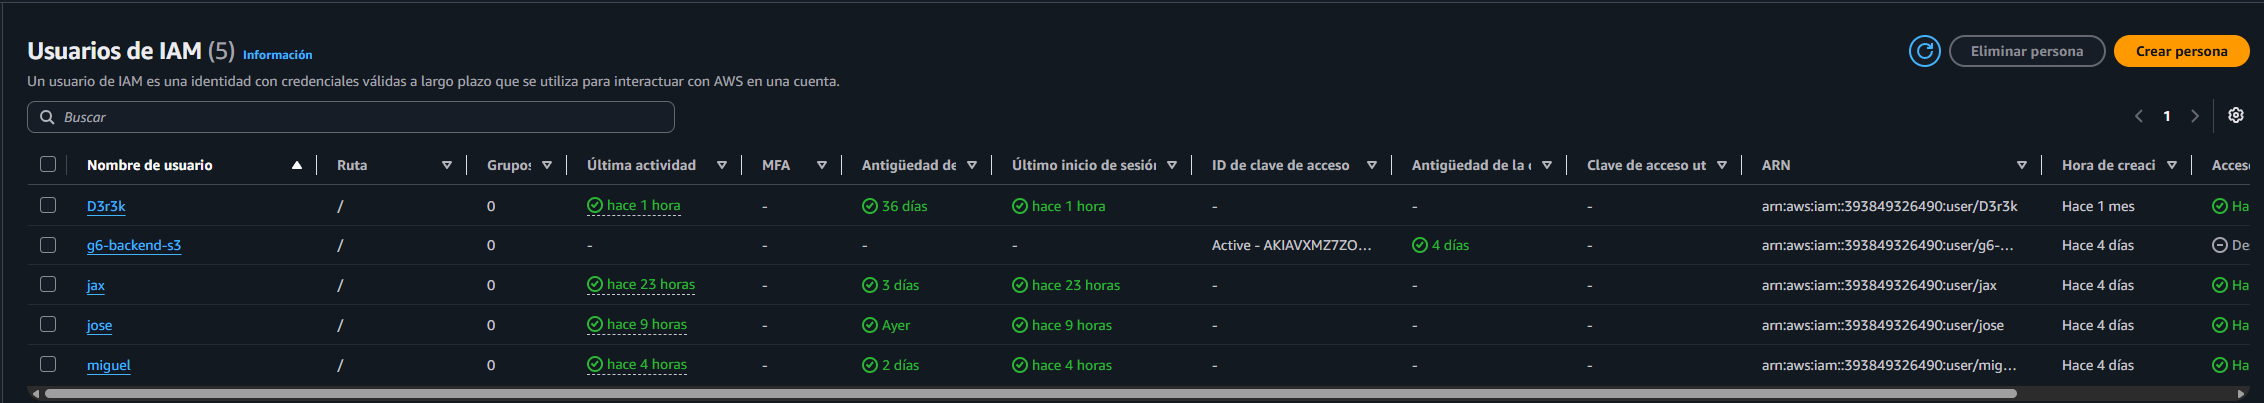 Usuarios de IAM (5) Información
Eliminar persona Crear persona
Un usuario de IAM es una identidad con credenciales válidas a largo plazo que se utiliza para interactuar con AWS en una cuenta.
Buscar
1
Nombre de usuario Ruta Grupos Última actividad MFA Antigüedad de Último inicio de sesión ID de clave de acceso Antigüedad de la c Clave de acceso ut ARN Hora de creaci Acceso
D3r3k / 0 hace 1 hora - 36 días hace 1 hora - - - arn:aws:iam::393849326490:user/D3r3k Hace 1 mes Ha
g6-backend-s3 / 0 - - - - Active - AKIAVXMZ7ZO... 4 días - arn:aws:iam::393849326490:user/g6-... Hace 4 días De
jax / 0 hace 23 horas - 3 días hace 23 horas - - - arn:aws:iam::393849326490:user/jax Hace 4 días Ha
jose / 0 hace 9 horas - Ayer hace 9 horas - - - arn:aws:iam::393849326490:user/jose Hace 4 días Ha
miguel / 0 hace 4 horas - 2 días hace 4 horas - - - arn:aws:iam::393849326490:user/mig... Hace 4 días Ha